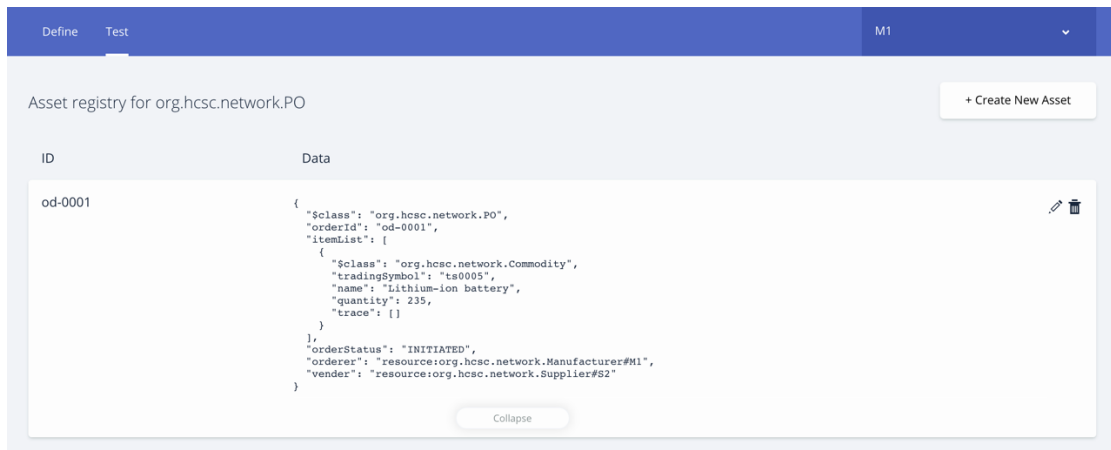 Define Test M1
Asset registry for org.hcsc.network.PO
+ Create New Asset
ID Data
od-0001
{
  "$class": "org.hcsc.network.PO",
  "orderId": "od-0001",
  "itemList": [
    {
      "$class": "org.hcsc.network.Commodity",
      "tradingSymbol": "ts0005",
      "name": "Lithium-ion battery",
      "quantity": 235,
      "trace": []
    }
  ],
  "orderStatus": "INITIATED",
  "orderer": "resource:org.hcsc.network.Manufacturer#M1",
  "vender": "resource:org.hcsc.network.Supplier#S2"
}
Collapse